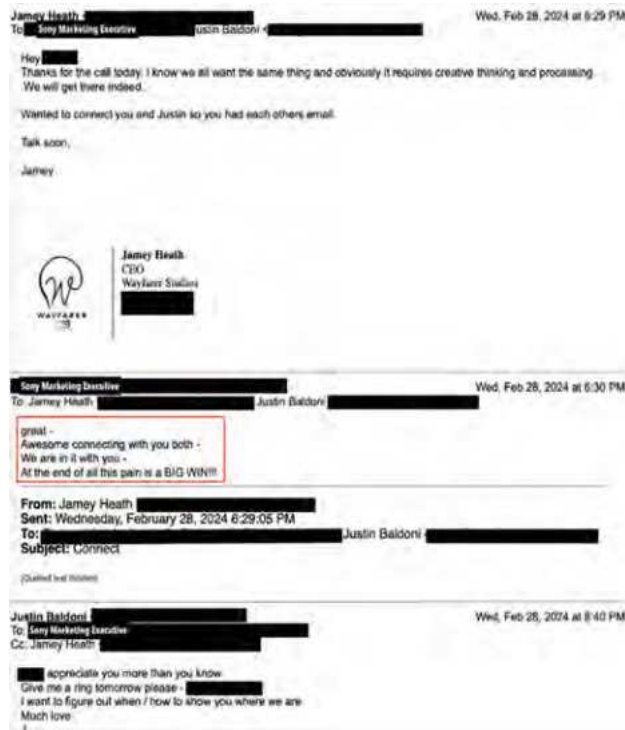 Jamey Heath
Wed, Feb 28, 2024 at 6:29 PM
To: Sony Marketing Executive Justin Baldoni <
Hey
Thanks for the call today. I know we all want the same thing and obviously it requires creative thinking and processing.
We will get there indeed.
Wanted to connect you and Justin so you had each others email.
Talk soon,
Jamey
WAYFARER
Jamey Heath
CEO
Wayfarer Studios
Sony Marketing Executive
Wed, Feb 28, 2024 at 6:30 PM
To: Jamey Heath Justin Baldoni
great -
Awesome connecting with you both -
We are in it with you -
At the end of all this pain is a BIG WIN!!!
From: Jamey Heath
Sent: Wednesday, February 28, 2024 6:29:05 PM
To: Justin Baldoni <
Subject: Connect
[Quoted text hidden]
Justin Baldoni
Wed, Feb 28, 2024 at 8:40 PM
To: Sony Marketing Executive
Cc: Jamey Heath
appreciate you more than you know
Give me a ring tomorrow please -
I want to figure out when / how to show you where we are
Much love